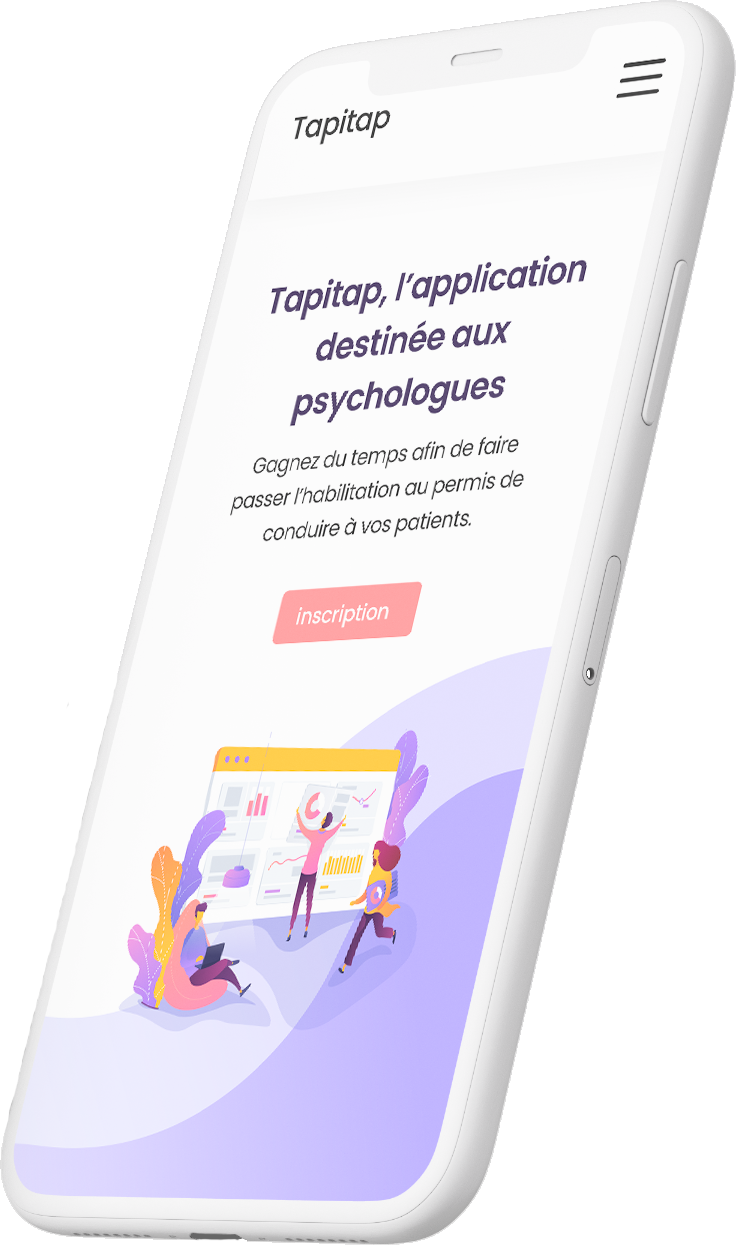 Tapitap
Tapitap, l’application
destinée aux
psychologues
Gagnez du temps afin de faire
passer l’habilitation au permis de
conduire à vos patients.
inscription